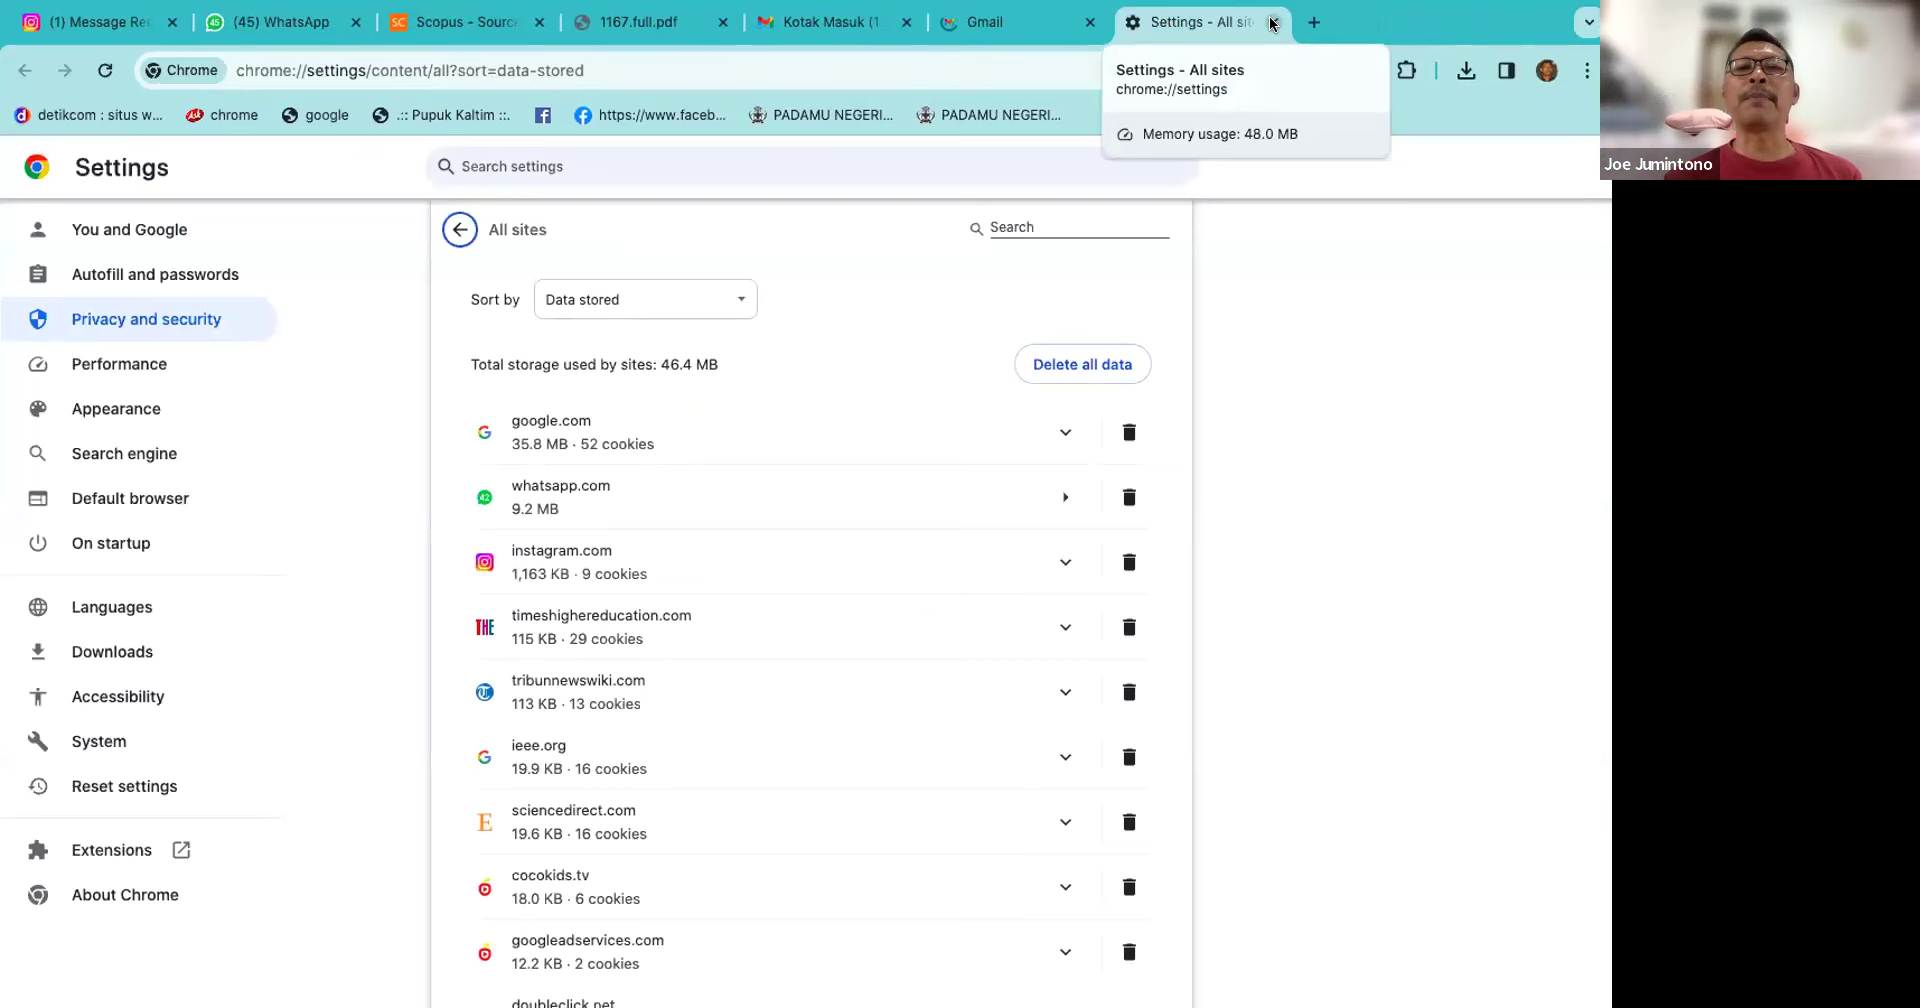 (1) Message Re
(45) WhatsApp
Scopus - Sourc
1167.full.pdf
Kotak Masuk (1
Gmail
Settings - All sit
Chrome
chrome://settings/content/all?sort=data-stored
Settings - All sites
chrome://settings
Memory usage: 48.0 MB
detikcom : situs w...
chrome
google
.:: Pupuk Kaltim ::.
https://www.faceb...
PADAMU NEGERI...
PADAMU NEGERI...
Joe Jumintono
Settings
Search settings
You and Google
Autofill and passwords
Privacy and security
Performance
Appearance
Search engine
Default browser
On startup
Languages
Downloads
Accessibility
System
Reset settings
Extensions
About Chrome
All sites
Search
Sort by
Data stored
Total storage used by sites: 46.4 MB
Delete all data
google.com
35.8 MB · 52 cookies
whatsapp.com
9.2 MB
instagram.com
1,163 KB · 9 cookies
THE
timeshighereducation.com
115 KB · 29 cookies
tribunnewswiki.com
113 KB · 13 cookies
ieee.org
19.9 KB · 16 cookies
sciencedirect.com
19.6 KB · 16 cookies
cocokids.tv
18.0 KB · 6 cookies
googleadservices.com
12.2 KB · 2 cookies
doubleclick.net